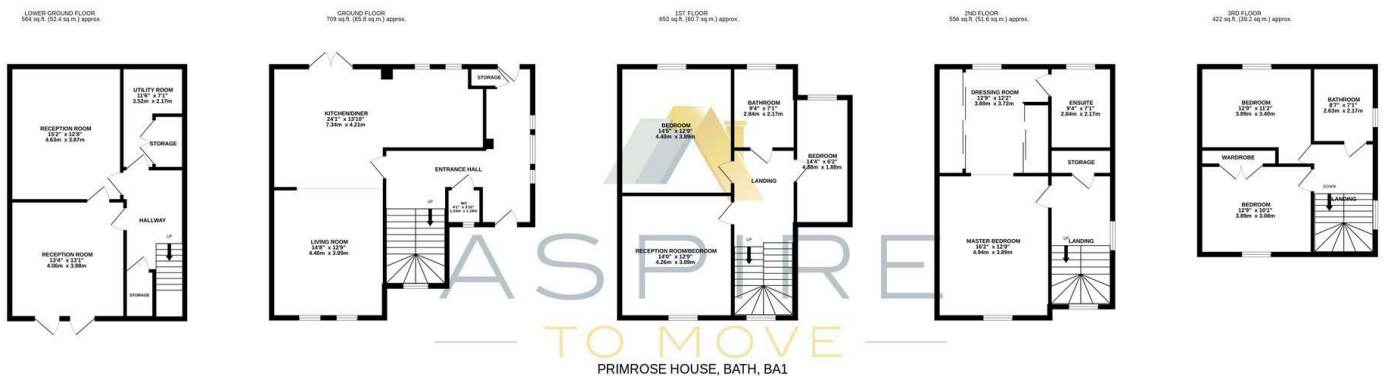 LOWER GROUND FLOOR
564 sq.ft. (52.4 sq.m.) approx.
RECEPTION ROOM
15'2" x 12'8"
4.63m x 3.87m
UTILITY ROOM
11'6" x 7'1"
3.52m x 2.17m
STORAGE
HALLWAY
UP
RECEPTION ROOM
13'4" x 13'1"
4.06m x 3.98m
STORAGE
GROUND FLOOR
709 sq.ft. (65.8 sq.m.) approx.
STORAGE
KITCHEN/DINER
24'1" x 13'10"
7.34m x 4.21m
ENTRANCE HALL
WC
UP
LIVING ROOM
14'8" x 12'9"
4.46m x 3.89m
1ST FLOOR
653 sq.ft. (60.7 sq.m.) approx.
BEDROOM
14'5" x 12'9"
4.40m x 3.89m
BATHROOM
9'4" x 7'1"
2.84m x 2.17m
BEDROOM
14'4" x 6'2"
LANDING
RECEPTION ROOM/BEDROOM
14'0" x 12'9"
4.26m x 3.89m
UP
2ND FLOOR
556 sq.ft. (51.6 sq.m.) approx.
DRESSING ROOM
12'9" x 12'2"
3.89m x 3.72m
ENSUITE
9'4" x 7'1"
2.84m x 2.17m
STORAGE
MASTER BEDROOM
16'2" x 12'9"
4.94m x 3.89m
UP
LANDING
3RD FLOOR
422 sq.ft. (39.2 sq.m.) approx.
BEDROOM
12'9" x 11'2"
3.89m x 3.40m
BATHROOM
8'7" x 7'1"
2.63m x 2.17m
WARDROBE
BEDROOM
12'9" x 10'1"
3.89m x 3.08m
DOWN
LANDING
ASPIRE
TO MOVE
PRIMROSE HOUSE, BATH, BA1